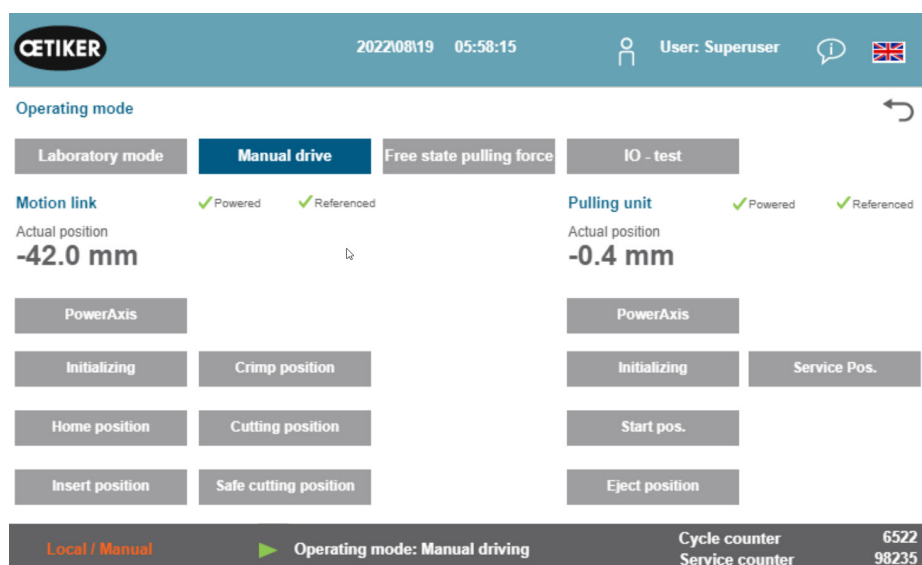 ŒTIKER
2022\08\19 05:58:15
User: Superuser
i
Operating mode
Laboratory mode
Manual drive
Free state pulling force
IO - test
Motion link
Powered
Referenced
Pulling unit
Powered
Referenced
Actual position
-42.0 mm
Actual position
-0.4 mm
PowerAxis
PowerAxis
Initializing
Crimp position
Initializing
Service Pos.
Home position
Cutting position
Start pos.
Insert position
Safe cutting position
Eject position
Local / Manual
Operating mode: Manual driving
Cycle counter 6522
Service counter 98235